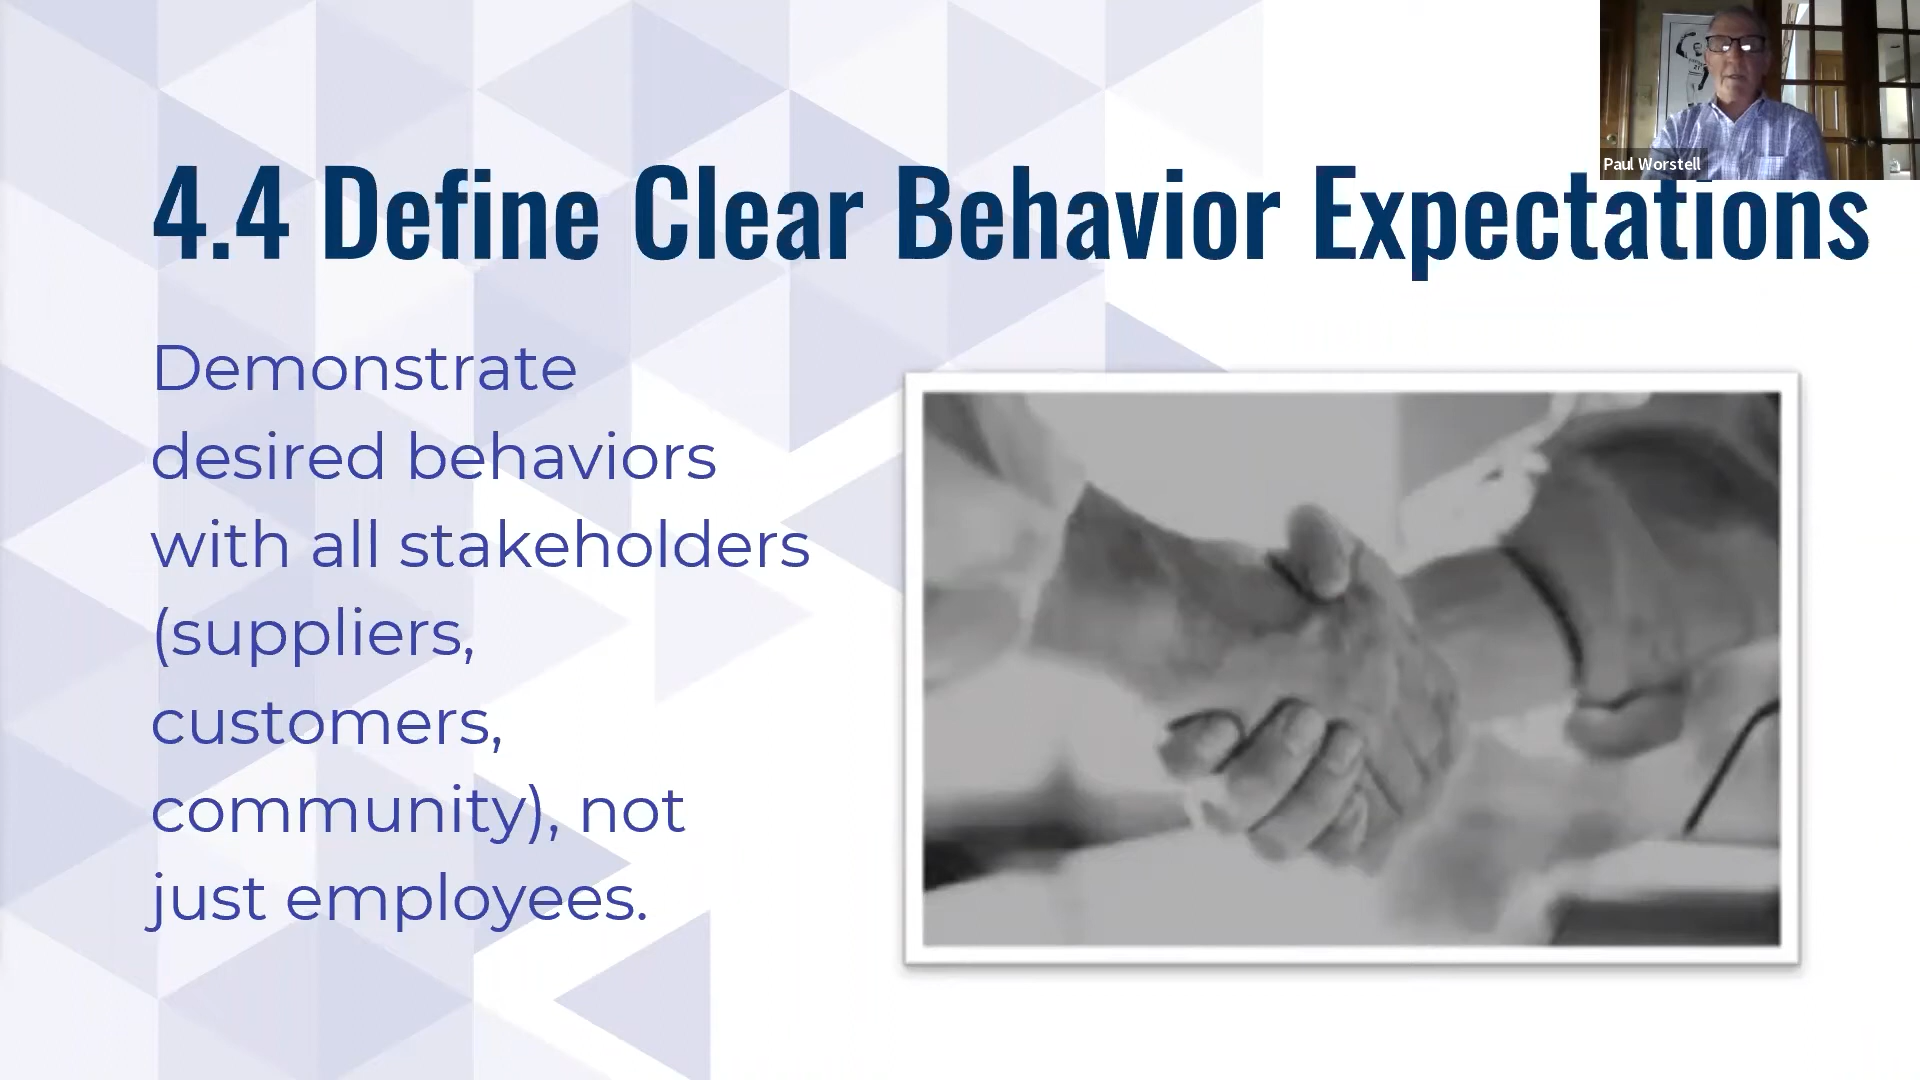 4.4 Define Clear Behavior Expectations
Paul Worstell
Demonstrate
desired behaviors
with all stakeholders
(suppliers,
customers,
community), not
just employees.